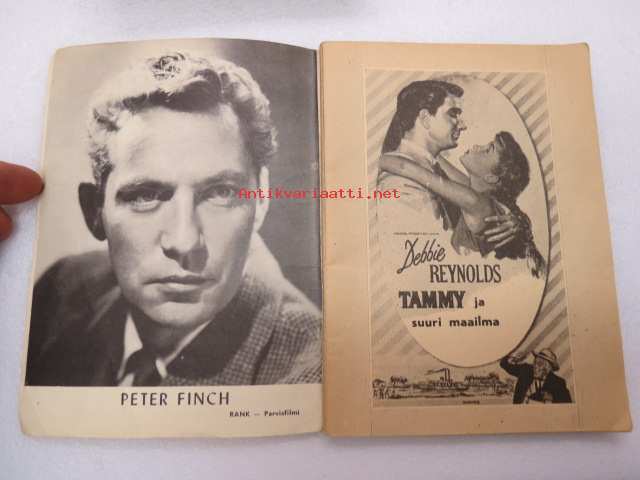 PETER FINCH
RANK — Parvisfilmi
Debbie
REYNOLDS
TAMMY ja
suuri maailma
Antikvariaatti.net